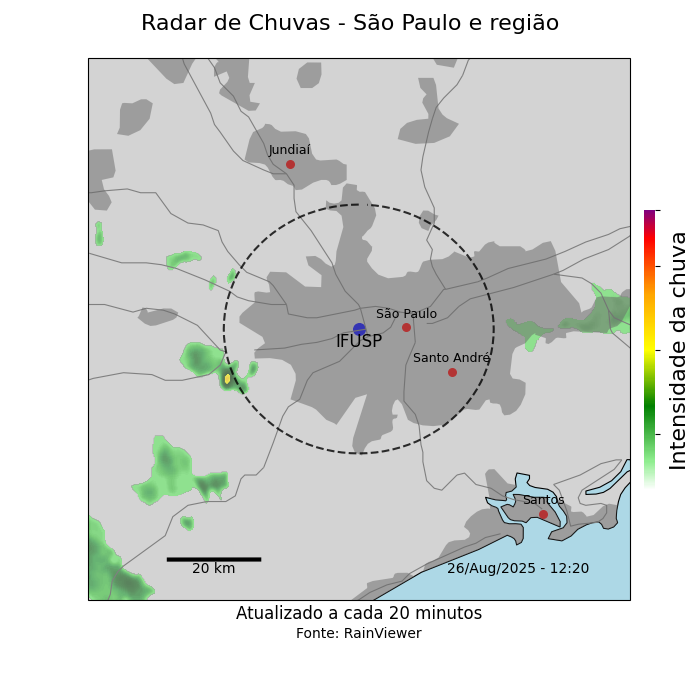 Radar de Chuvas - São Paulo e região
Jundiaí
São Paulo
IFUSP
Santo André
Santos
20 km
26/Aug/2025 - 12:20
Intensidade da chuva
Atualizado a cada 20 minutos
Fonte: RainViewer